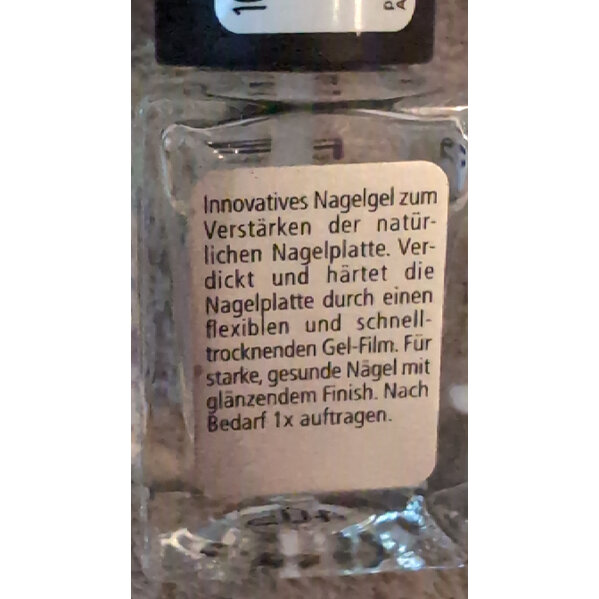 Innovatives Nagelgel zum
Verstärken der natür-
lichen Nagelplatte. Ver-
dickt und härtet die
Nagelplatte durch einen
flexiblen und schnell-
trocknenden Gel-Film. Für
starke, gesunde Nägel mit
glänzendem Finish. Nach
Bedarf 1x auftragen.